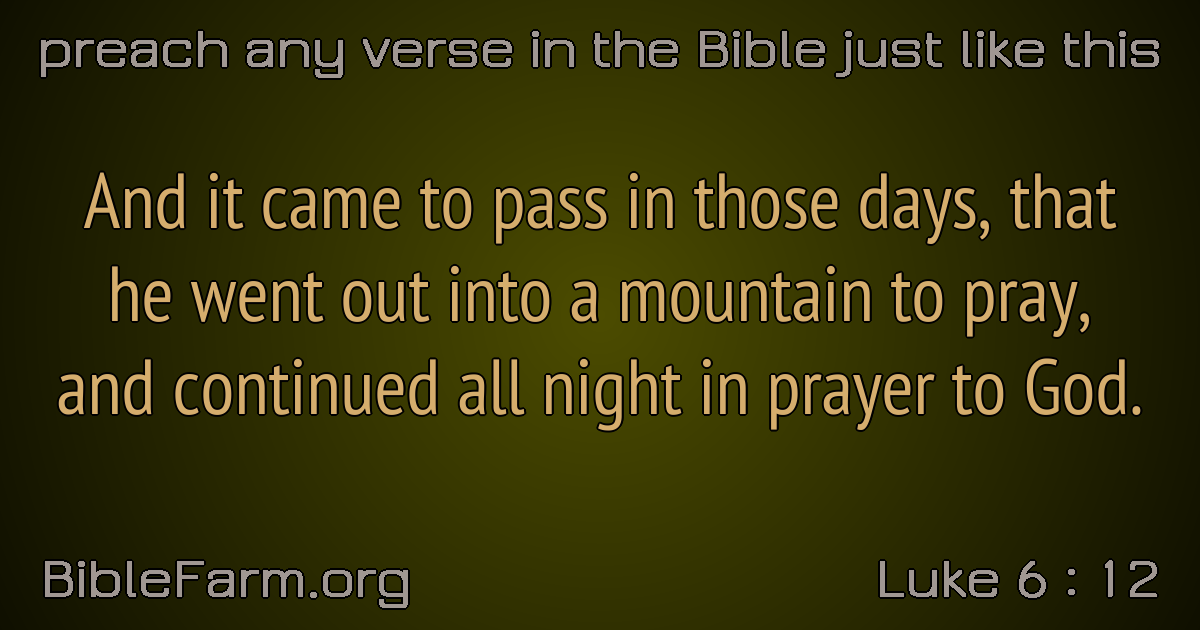 preach any verse in the Bible just like this
And it came to pass in those days, that
he went out into a mountain to pray,
and continued all night in prayer to God.
BibleFarm.org
Luke 6 : 12